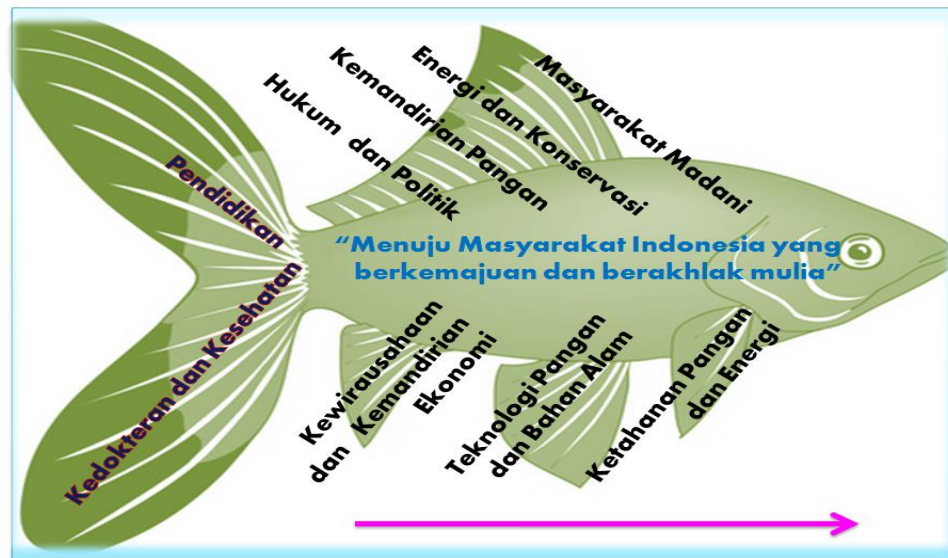 Hukum dan Politik
Kemandirian Pangan
Energi dan Konservasi
Masyarakat Madani
Pendidikan
Kedokteran dan Kesehatan
“Menuju Masyarakat Indonesia yang
berkemajuan dan berakhlak mulia”
Kewirausahaan
dan Kemandirian
Ekonomi
Teknologi Pangan
dan Bahan Alam
Ketahanan Pangan
dan Energi